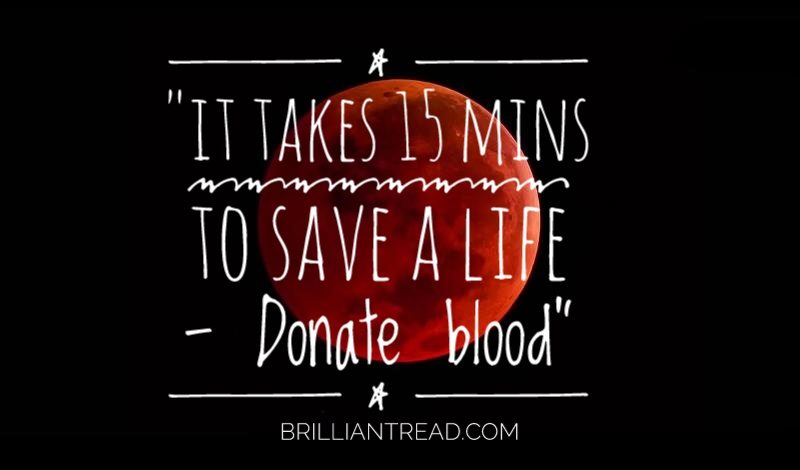 "IT TAKES 15 MINS
TO SAVE A LIFE
- Donate blood"
BRILLIANTREAD.COM